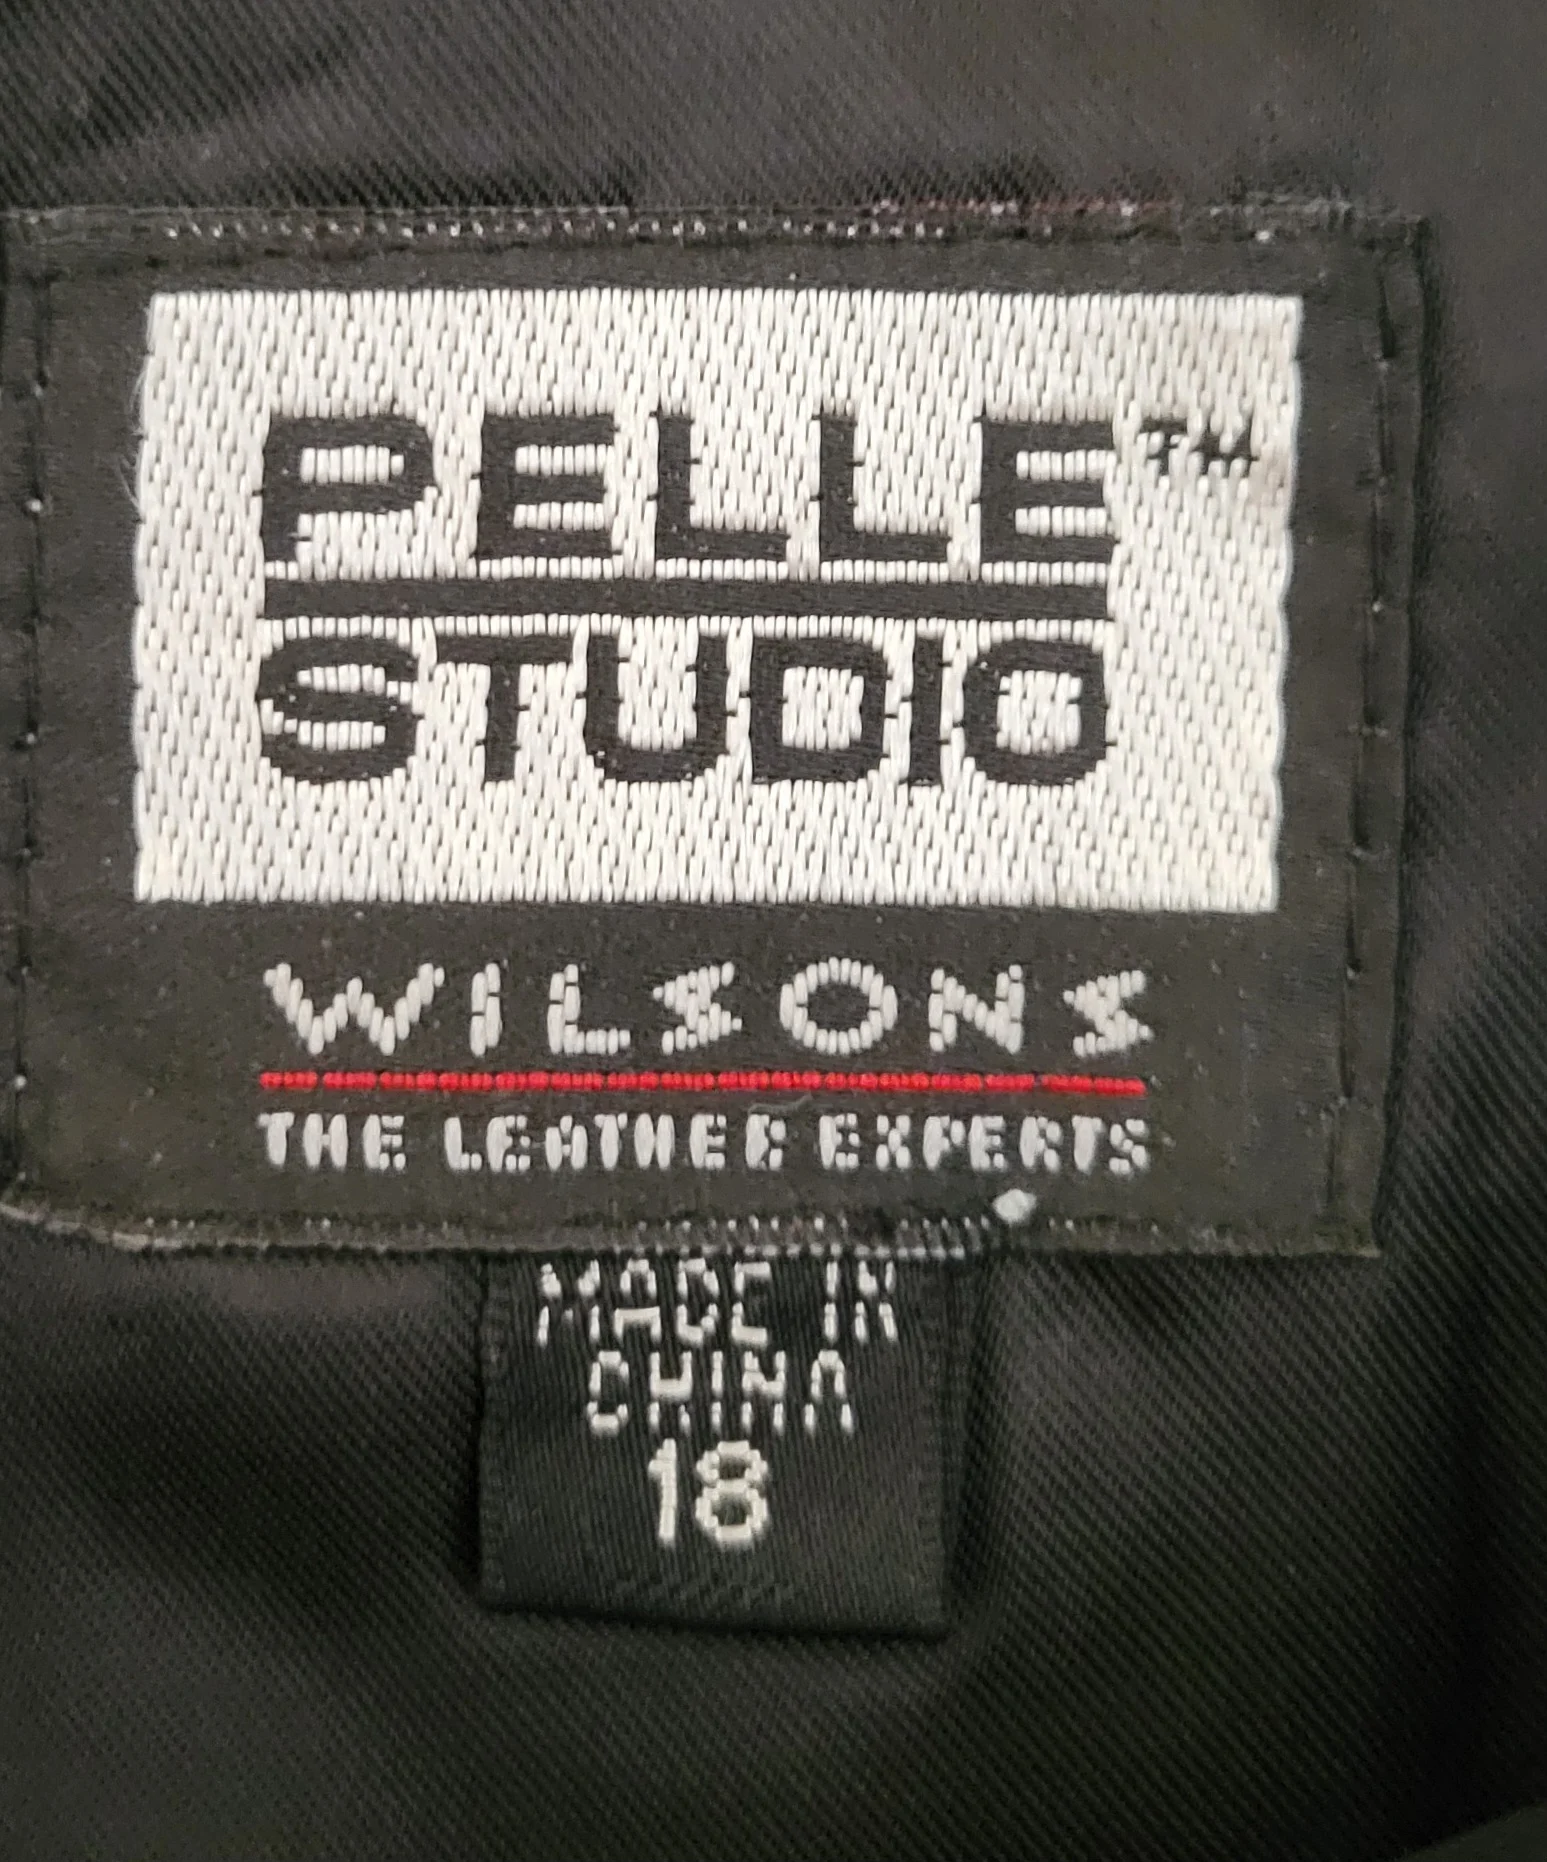 PELLE™
STUDIO
WILSONS
THE LEATHER EXPERTS
MADE IN
CHINA
18